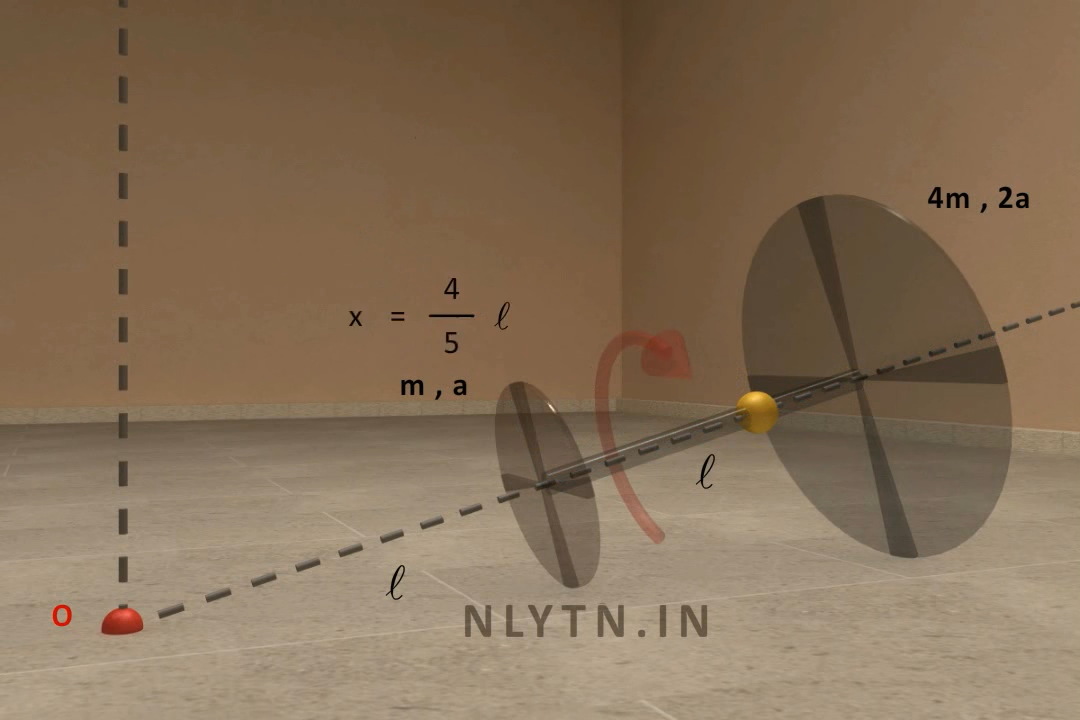 4m , 2a
x = 4/5 ℓ
m , a
ℓ
ℓ
O
NLYTN.IN